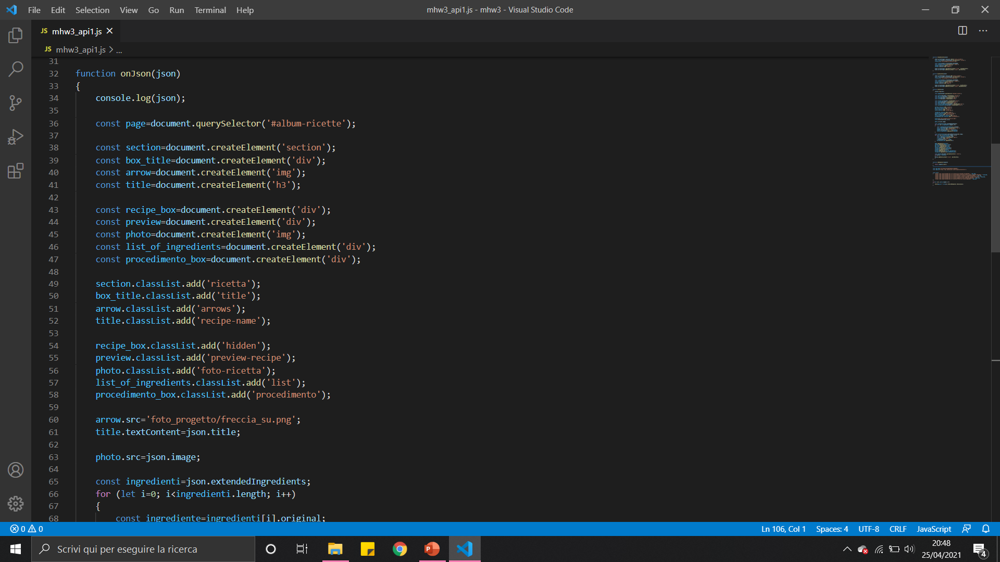 File Edit Selection View Go Run Terminal Help
mhw3_api1.js - mhw3 - Visual Studio Code
JS mhw3_api1.js
JS mhw3_api1.js > ...
31
32 function onJson(json)
33 {
34 console.log(json);
35
36 const page=document.querySelector('#album-ricette');
37
38 const section=document.createElement('section');
39 const box_title=document.createElement('div');
40 const arrow=document.createElement('img');
41 const title=document.createElement('h3');
42
43 const recipe_box=document.createElement('div');
44 const preview=document.createElement('div');
45 const photo=document.createElement('img');
46 const list_of_ingredients=document.createElement('div');
47 const procedimento_box=document.createElement('div');
48
49 section.classList.add('ricetta');
50 box_title.classList.add('title');
51 arrow.classList.add('arrows');
52 title.classList.add('recipe-name');
53
54 recipe_box.classList.add('hidden');
55 preview.classList.add('preview-recipe');
56 photo.classList.add('foto-ricetta');
57 list_of_ingredients.classList.add('list');
58 procedimento_box.classList.add('procedimento');
59
60 arrow.src='foto_progetto/freccia_su.png';
61 title.textContent=json.title;
62
63 photo.src=json.image;
64
65 const ingredienti=json.extendedIngredients;
66 for (let i=0; i<ingredienti.length; i++)
67 {
68 const ingrediente=ingredienti[i].original;
0 0
Ln 106, Col 1 Spaces: 4 UTF-8 CRLF JavaScript
Scrivi qui per eseguire la ricerca
20:48
25/04/2021
4